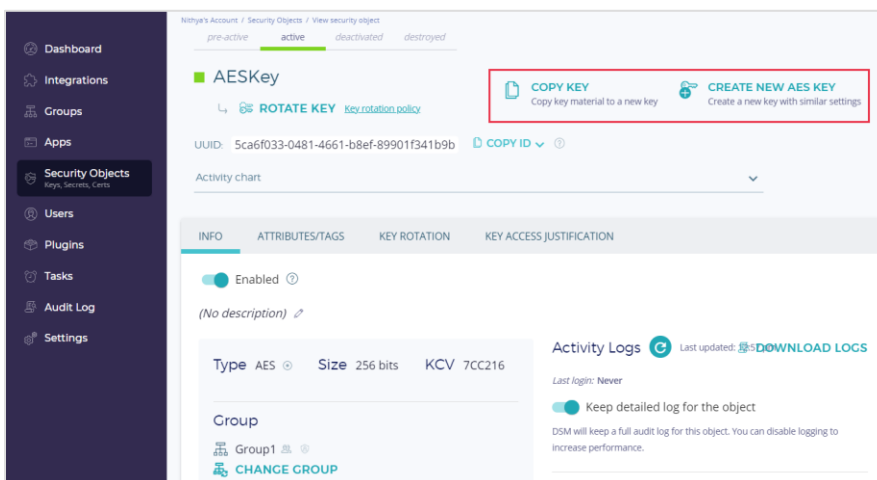 Nithya's Account / Security Objects / View security object
pre-active active deactivated destroyed
Dashboard
Integrations
Groups
Apps
Security Objects
Keys, Secrets, Certs
Users
Plugins
Tasks
Audit Log
Settings
AESKey
ROTATE KEY Key rotation policy
COPY KEY
Copy key material to a new key
CREATE NEW AES KEY
Create a new key with similar settings
UUID: 5ca6f033-0481-4661-b8ef-89901f341b9b COPY ID
Activity chart
INFO ATTRIBUTES/TAGS KEY ROTATION KEY ACCESS JUSTIFICATION
Enabled
(No description)
Type AES Size 256 bits KCV 7CC216
Group
Group1
CHANGE GROUP
Activity Logs Last updated: DOWNLOAD LOGS
Last login: Never
Keep detailed log for the object
DSM will keep a full audit log for this object. You can disable logging to
increase performance.